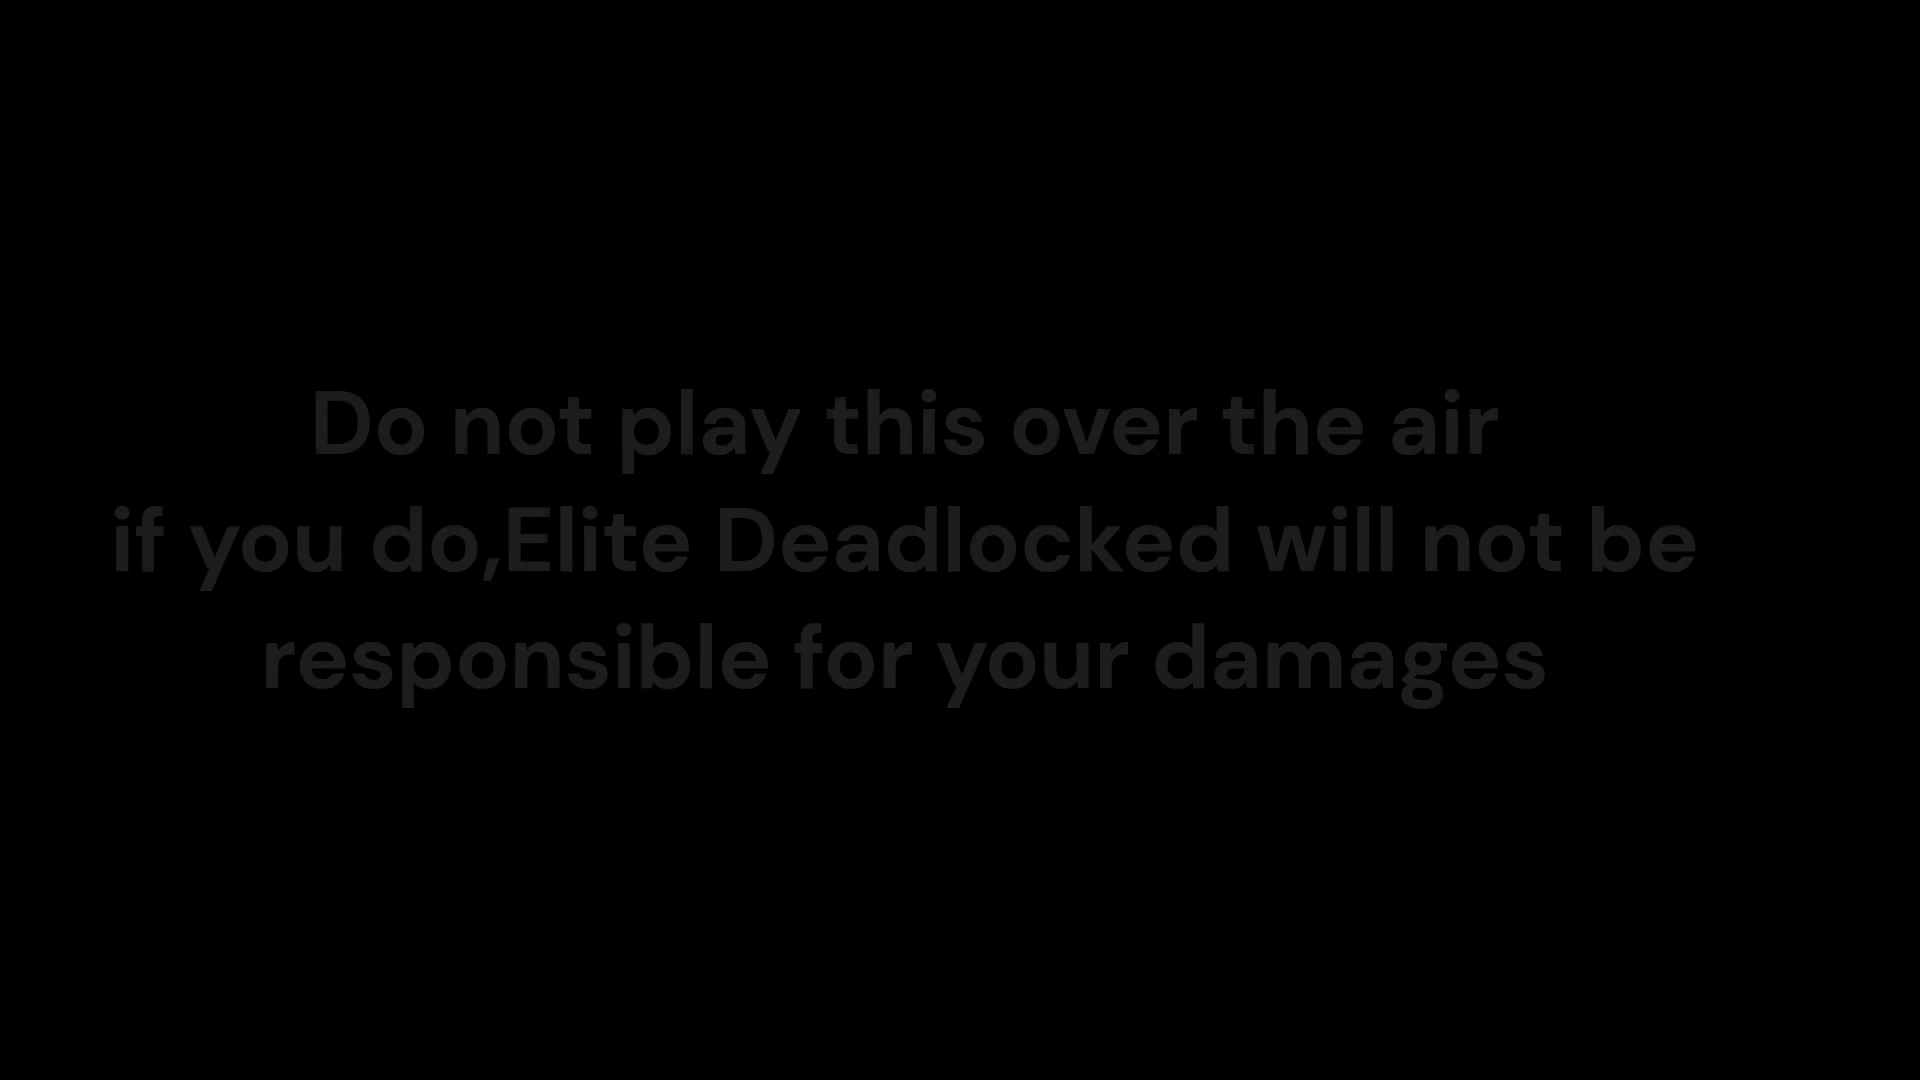 Do not play this over the air
if you do,Elite Deadlocked will not be
responsible for your damages